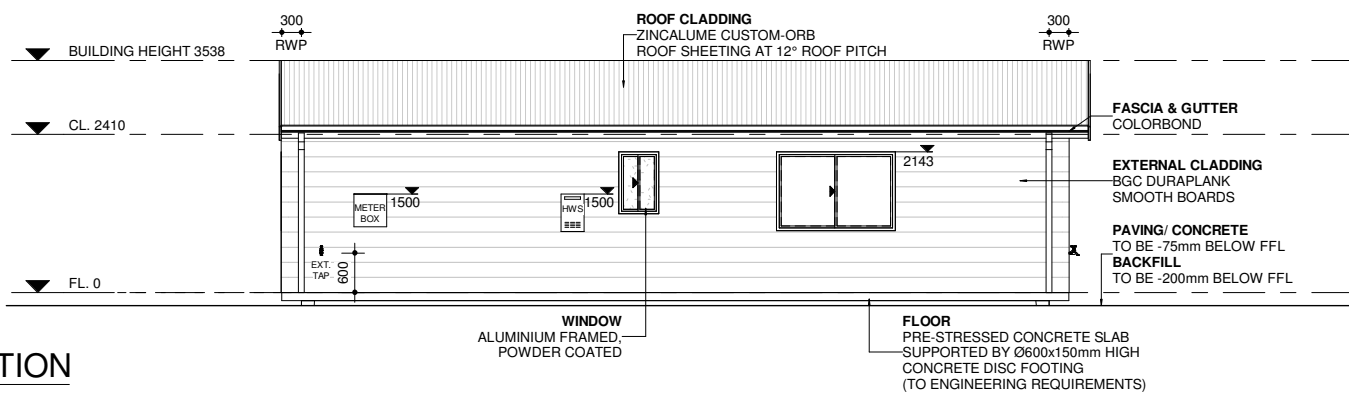 300
RWP
ROOF CLADDING
ZINCALUME CUSTOM-ORB
ROOF SHEETING AT 12° ROOF PITCH
300
RWP
BUILDING HEIGHT 3538
CL. 2410
FASCIA & GUTTER
COLORBOND
2143
EXTERNAL CLADDING
BGC DURAPLANK
SMOOTH BOARDS
METER
BOX
1500
HWS
1500
PAVING/ CONCRETE
TO BE -75mm BELOW FFL
BACKFILL
TO BE -200mm BELOW FFL
EXT.
TAP
600
FL. 0
WINDOW
ALUMINIUM FRAMED,
POWDER COATED
FLOOR
PRE-STRESSED CONCRETE SLAB
SUPPORTED BY Ø600x150mm HIGH
CONCRETE DISC FOOTING
(TO ENGINEERING REQUIREMENTS)
TION